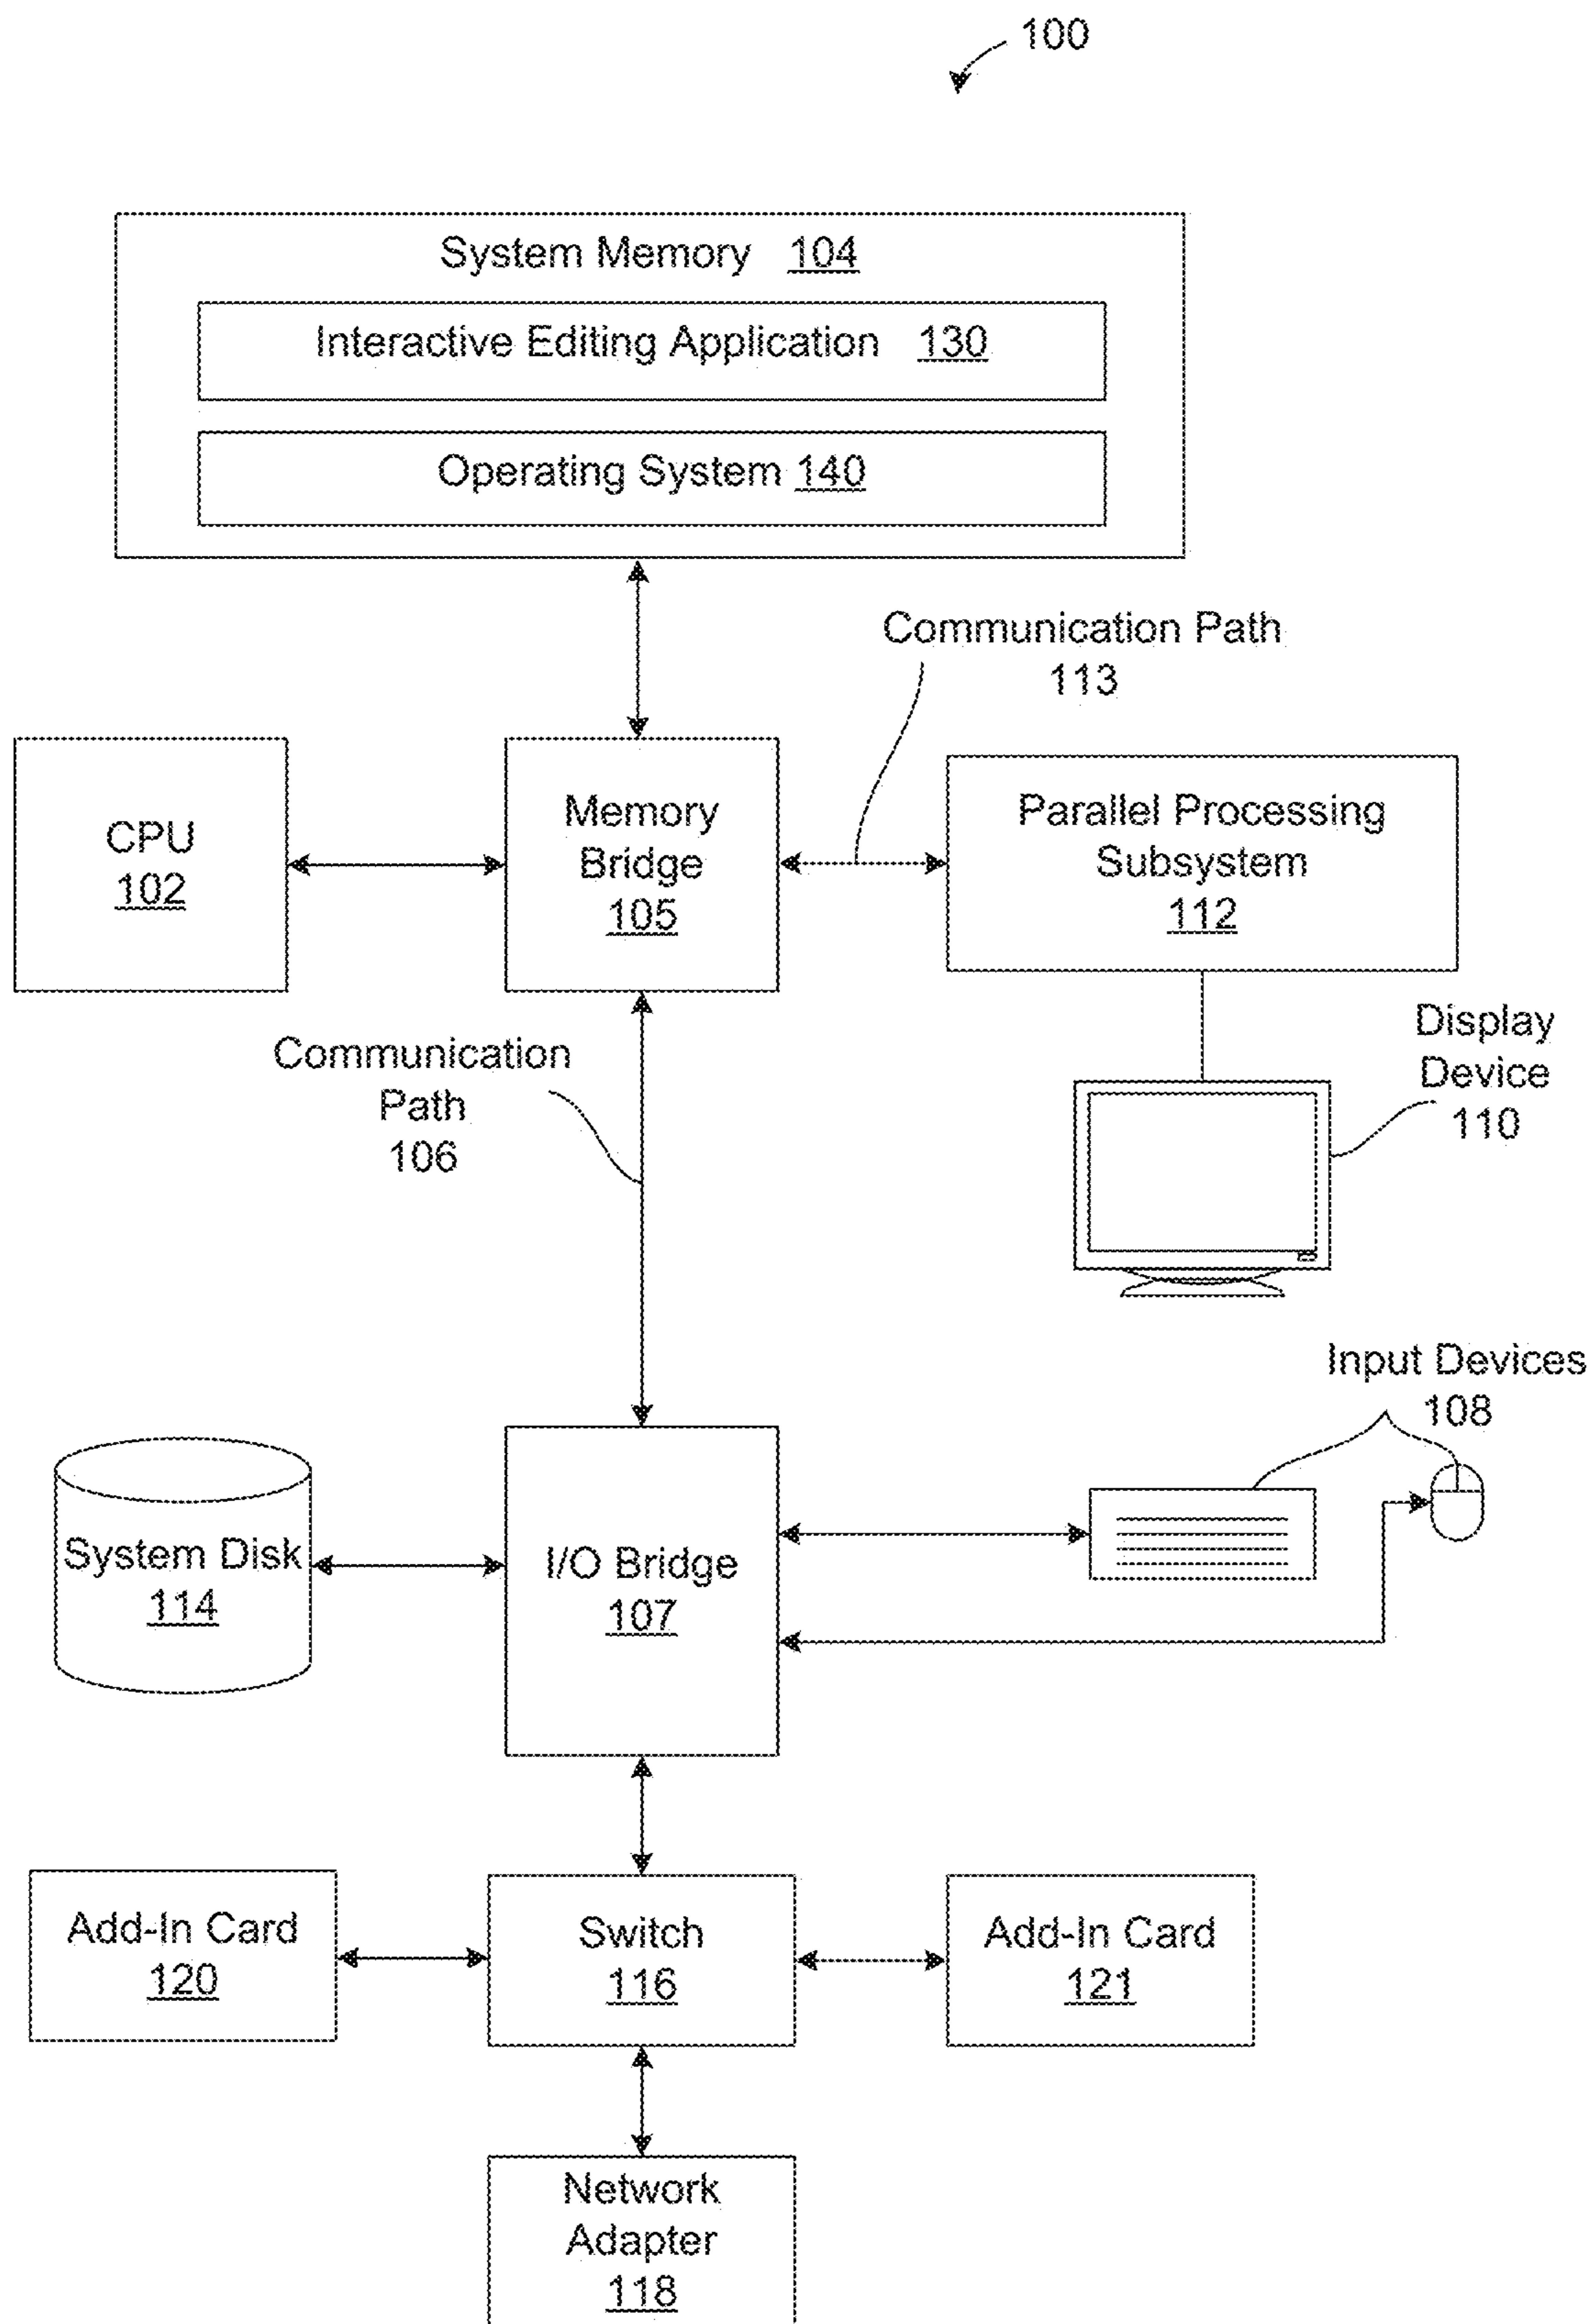 100
System Memory 104
Interactive Editing Application 130
Operating System 140
Communication Path
113
CPU
102
Memory
Bridge
105
Parallel Processing
Subsystem
112
Communication
Path
106
Display
Device
110
Input Devices
108
System Disk
114
I/O Bridge
107
Add-In Card
120
Switch
116
Add-In Card
121
Network
Adapter
118